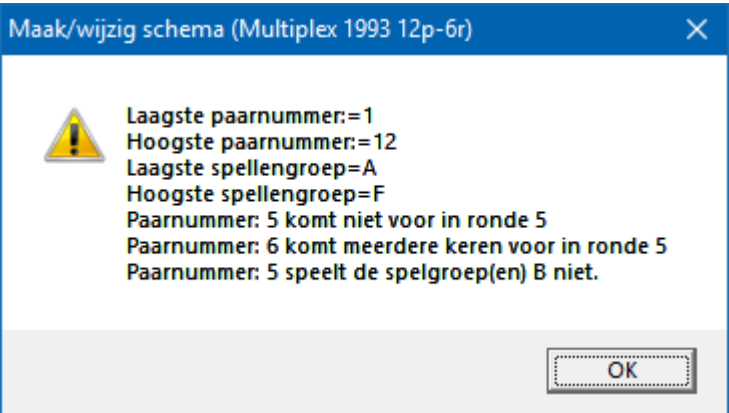 Maak/wijzig schema (Multiplex 1993 12p-6r)
Laagste paarnummer:=1
Hoogste paarnummer:=12
Laagste spellengroep=A
Hoogste spellengroep=F
Paarnummer: 5 komt niet voor in ronde 5
Paarnummer: 6 komt meerdere keren voor in ronde 5
Paarnummer: 5 speelt de spelgroep(en) B niet.
OK